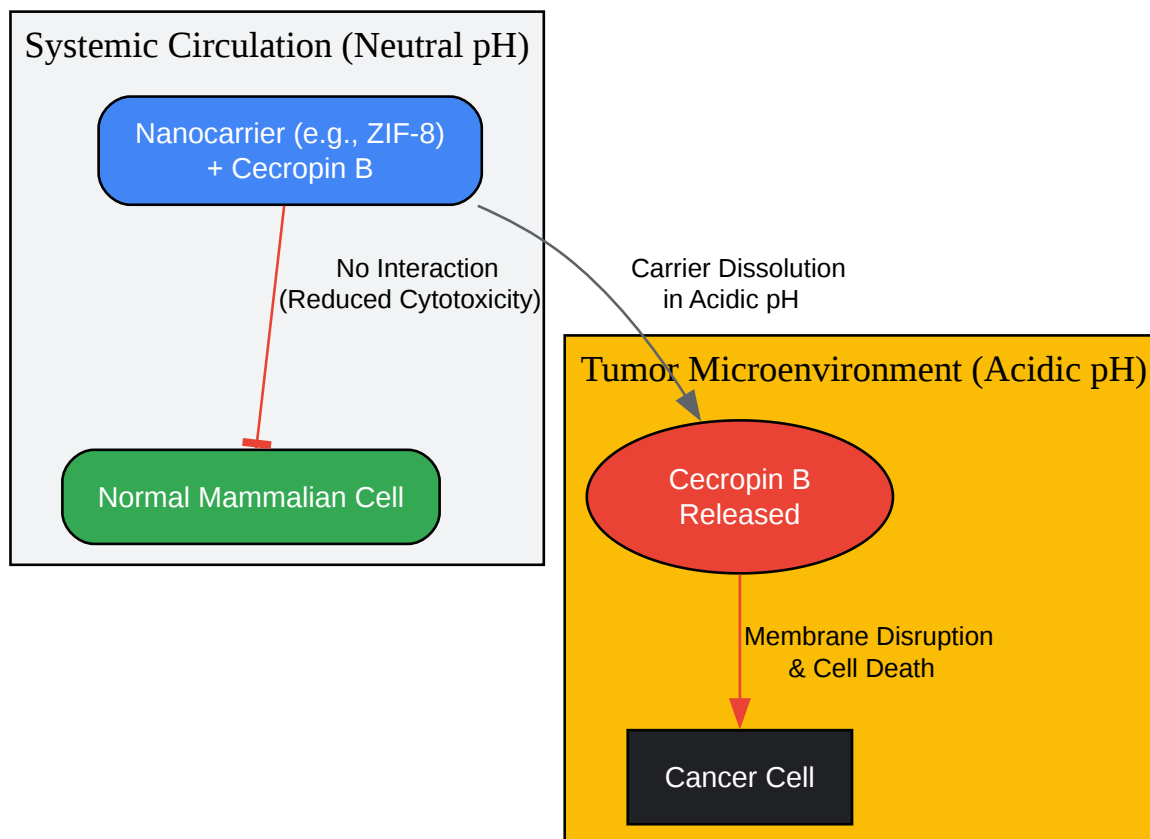 Systemic Circulation (Neutral pH)
Nanocarrier (e.g., ZIF-8)
+ Cecropin B
No Interaction
(Reduced Cytotoxicity)
Carrier Dissolution
in Acidic pH
Normal Mammalian Cell
Tumor Microenvironment (Acidic pH)
Cecropin B
Released
Membrane Disruption
& Cell Death
Cancer Cell